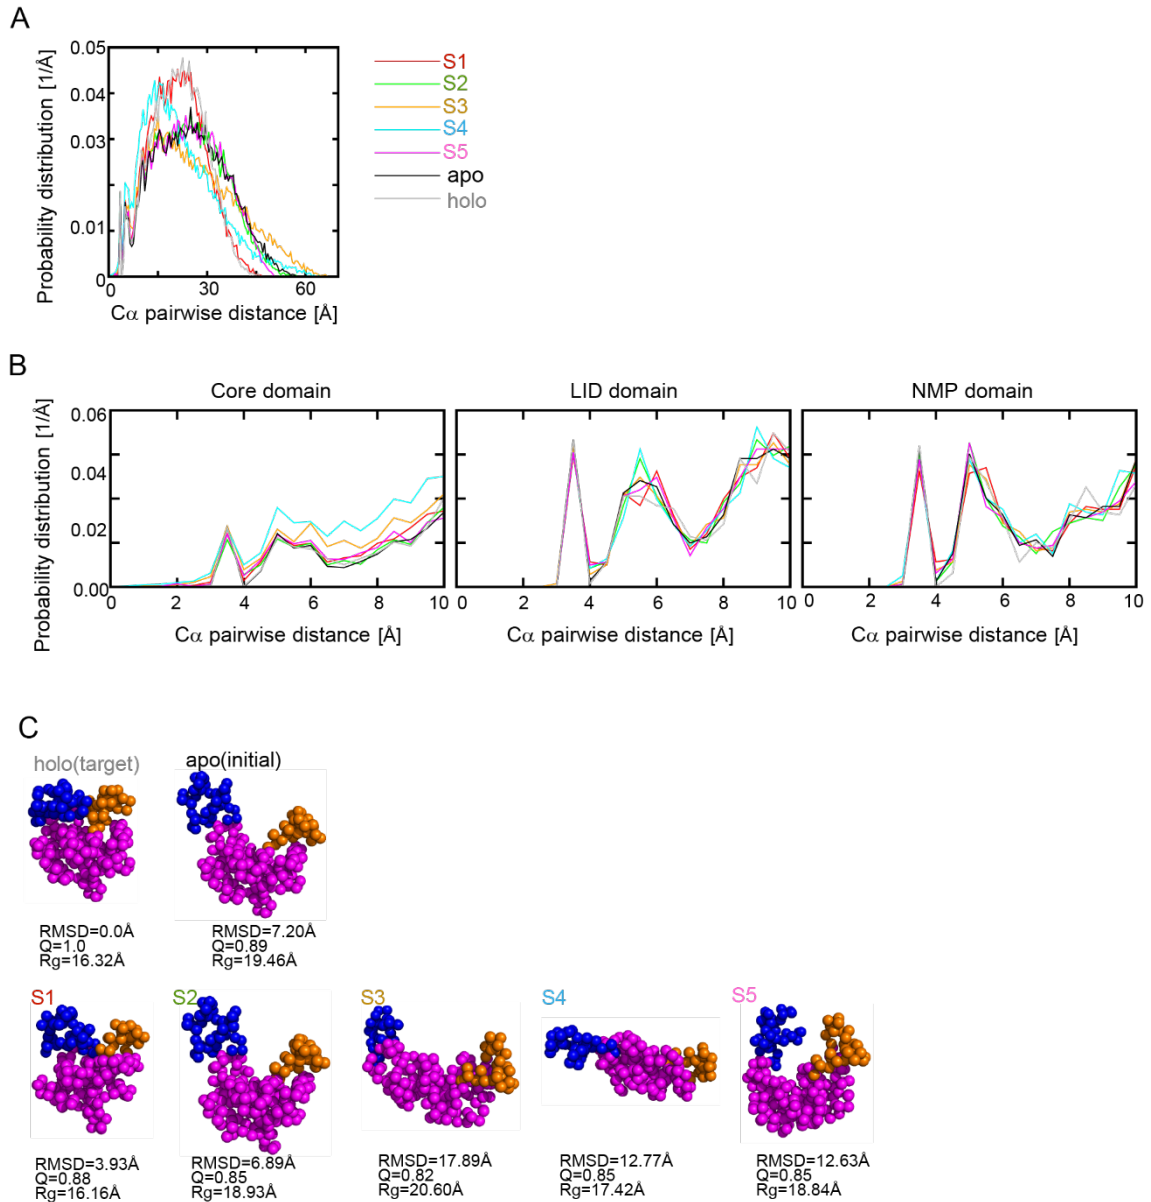 A
Probability distribution [1/Å]
0.05
0.04
0.03
0.01
0
0 30 60
Cα pairwise distance [Å]
S1
S2
S3
S4
S5
apo
holo
B
Core domain LID domain NMP domain
Probability distribution [1/Å]
0.06
0.04
0.02
0.00
0 2 4 6 8 10 0 2 4 6 8 10 0 2 4 6 8 10
Cα pairwise distance [Å] Cα pairwise distance [Å] Cα pairwise distance [Å]
C
holo(target)
RMSD=0.0Å
Q=1.0
Rg=16.32Å
apo(initial)
RMSD=7.20Å
Q=0.89
Rg=19.46Å
S1
RMSD=3.93Å
Q=0.88
Rg=16.16Å
S2
RMSD=6.89Å
Q=0.85
Rg=18.93Å
S3
RMSD=17.89Å
Q=0.82
Rg=20.60Å
S4
RMSD=12.77Å
Q=0.85
Rg=17.42Å
S5
RMSD=12.63Å
Q=0.85
Rg=18.84Å